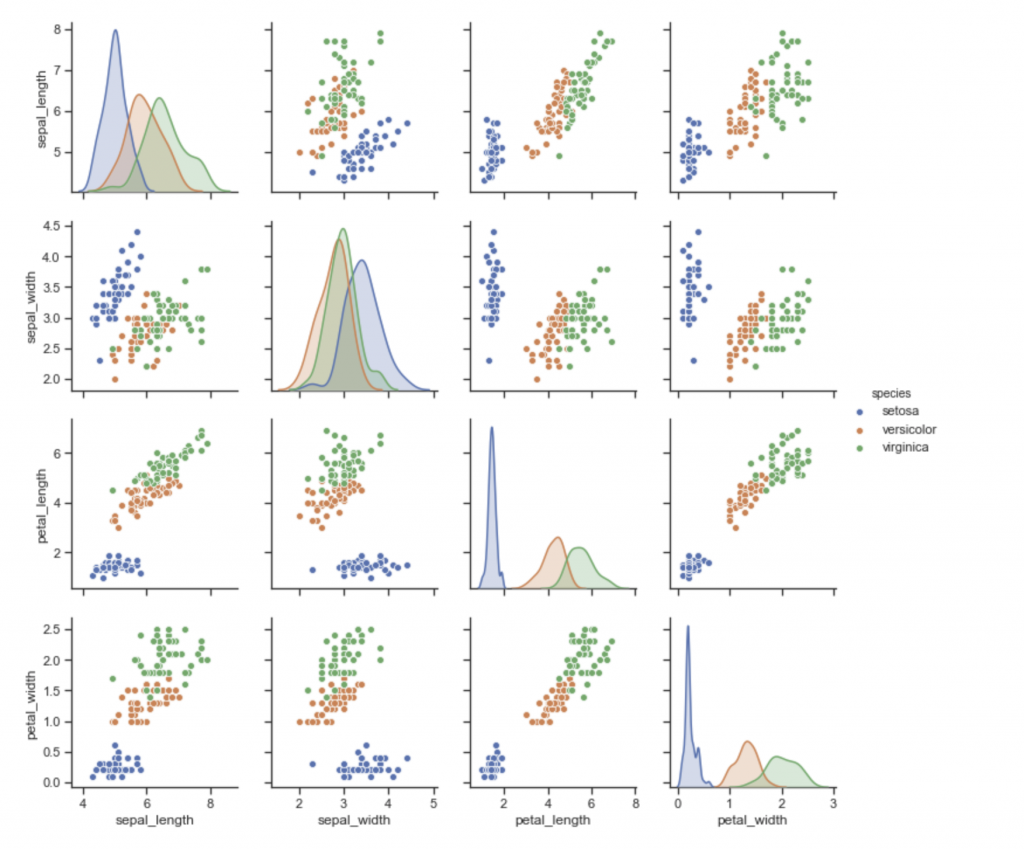 8
7
6
5
sepal_length
4.5
4.0
3.5
3.0
2.5
2.0
sepal_width
species
setosa
versicolor
virginica
6
4
2
petal_length
2.5
2.0
1.5
1.0
0.5
0.0
petal_width
4 6 8
2 3 4 5
2 4 6 8
0 1 2 3
sepal_length
sepal_width
petal_length
petal_width